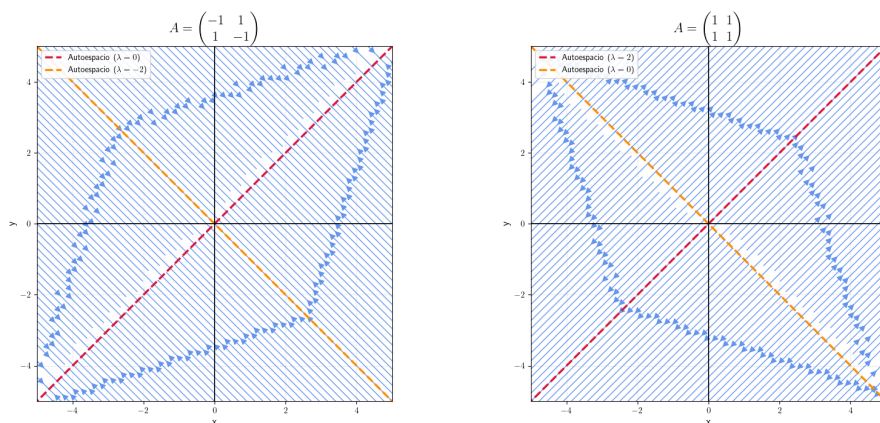 A = (−1 1
1 −1)
Autoespacio (λ = 0)
Autoespacio (λ = −2)
4
2
0
−2
−4
y
−4 −2 0 2 4
x
A = (1 1
1 1)
Autoespacio (λ = 2)
Autoespacio (λ = 0)
4
2
0
−2
−4
y
−4 −2 0 2 4
x